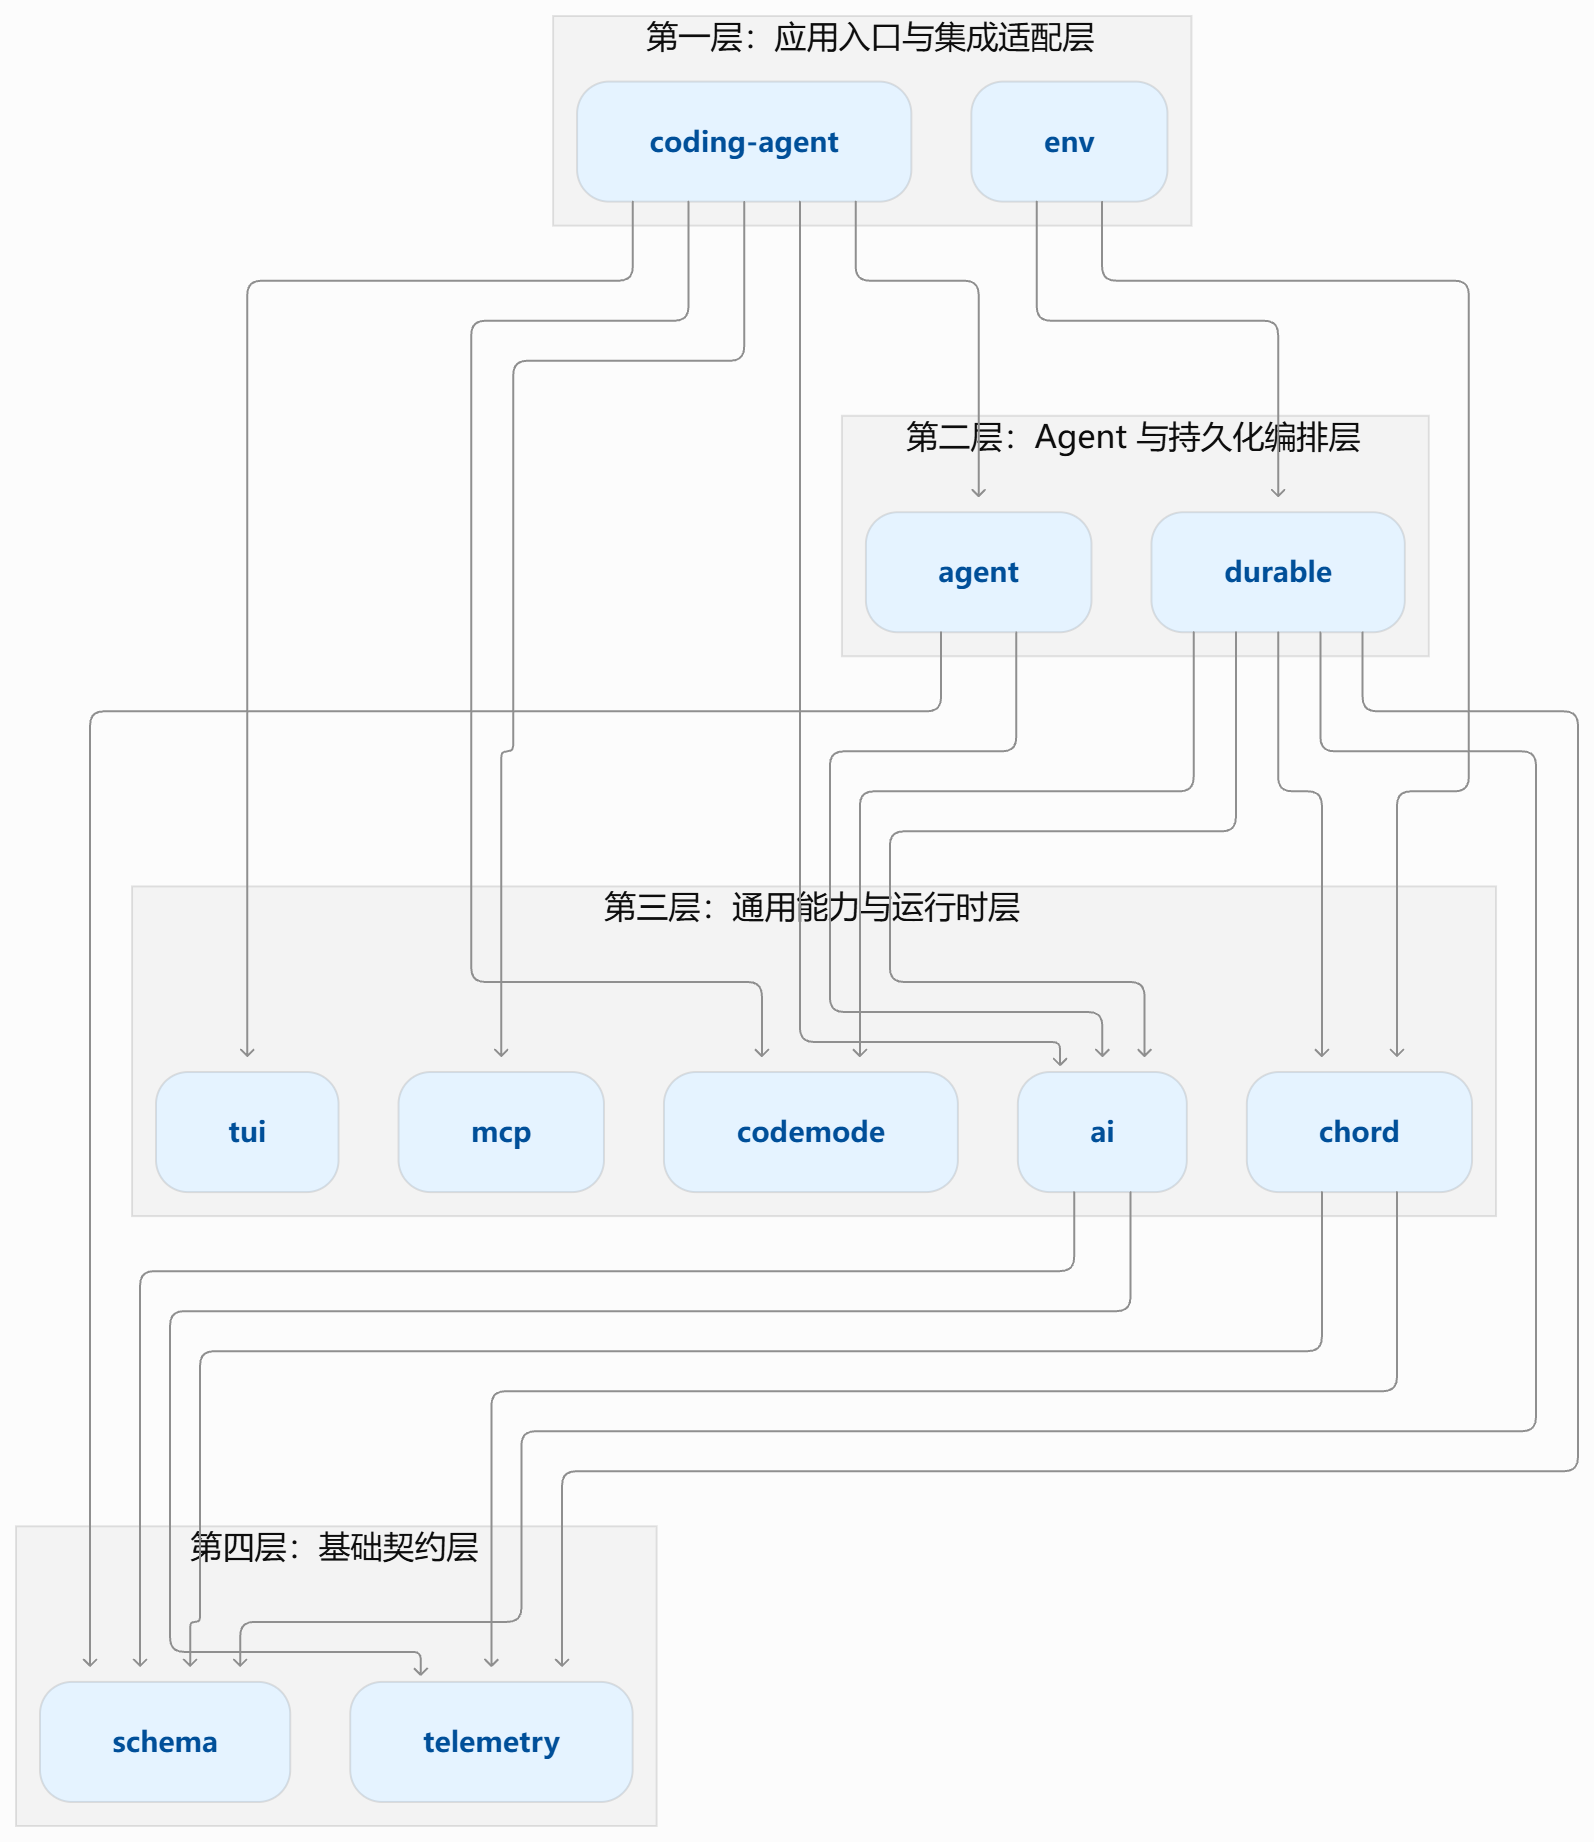 第一层：应用入口与集成适配层
coding-agent
env
第二层：Agent 与持久化编排层
agent
durable
第三层：通用能力与运行时层
tui
mcp
codemode
ai
chord
第四层：基础契约层
schema
telemetry